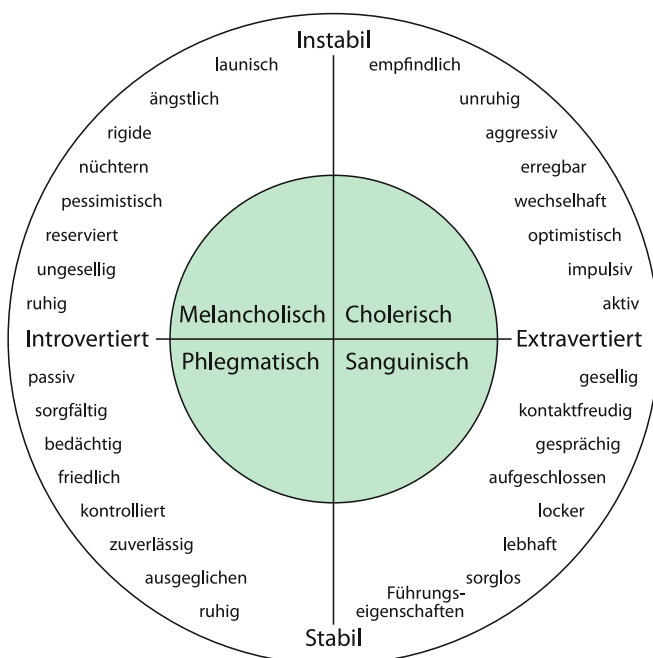 Instabil
launisch
empfindlich
ängstlich
unruhig
rigide
aggressiv
nüchtern
erregbar
pessimistisch
wechselhaft
reserviert
optimistisch
ungesellig
impulsiv
ruhig
aktiv
Melancholisch
Cholerisch
Introvertiert
Extravertiert
Phlegmatisch
Sanguinisch
passiv
gesellig
sorgfältig
kontaktfreudig
bedächtig
gesprächig
friedlich
aufgeschlossen
kontrolliert
locker
zuverlässig
lebhaft
ausgeglichen
sorglos
ruhig
Führungs-
eigenschaften
Stabil